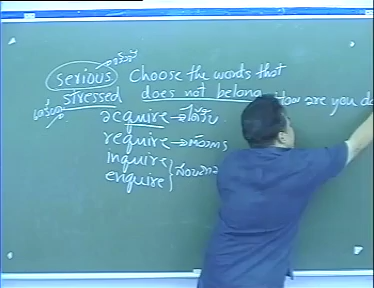 serious Choose the words that
stressed does not belong How are you do
acquire → ได้รับ
require → ต้องการ
inquire
enquire